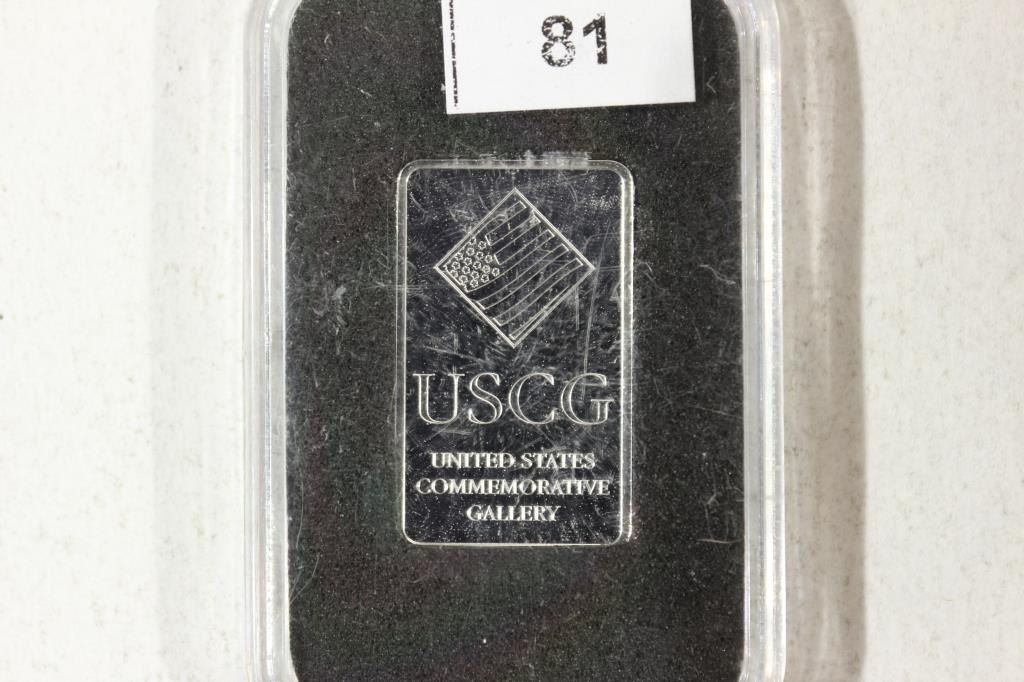 81
USCG
UNITED STATES
COMMEMORATIVE
GALLERY